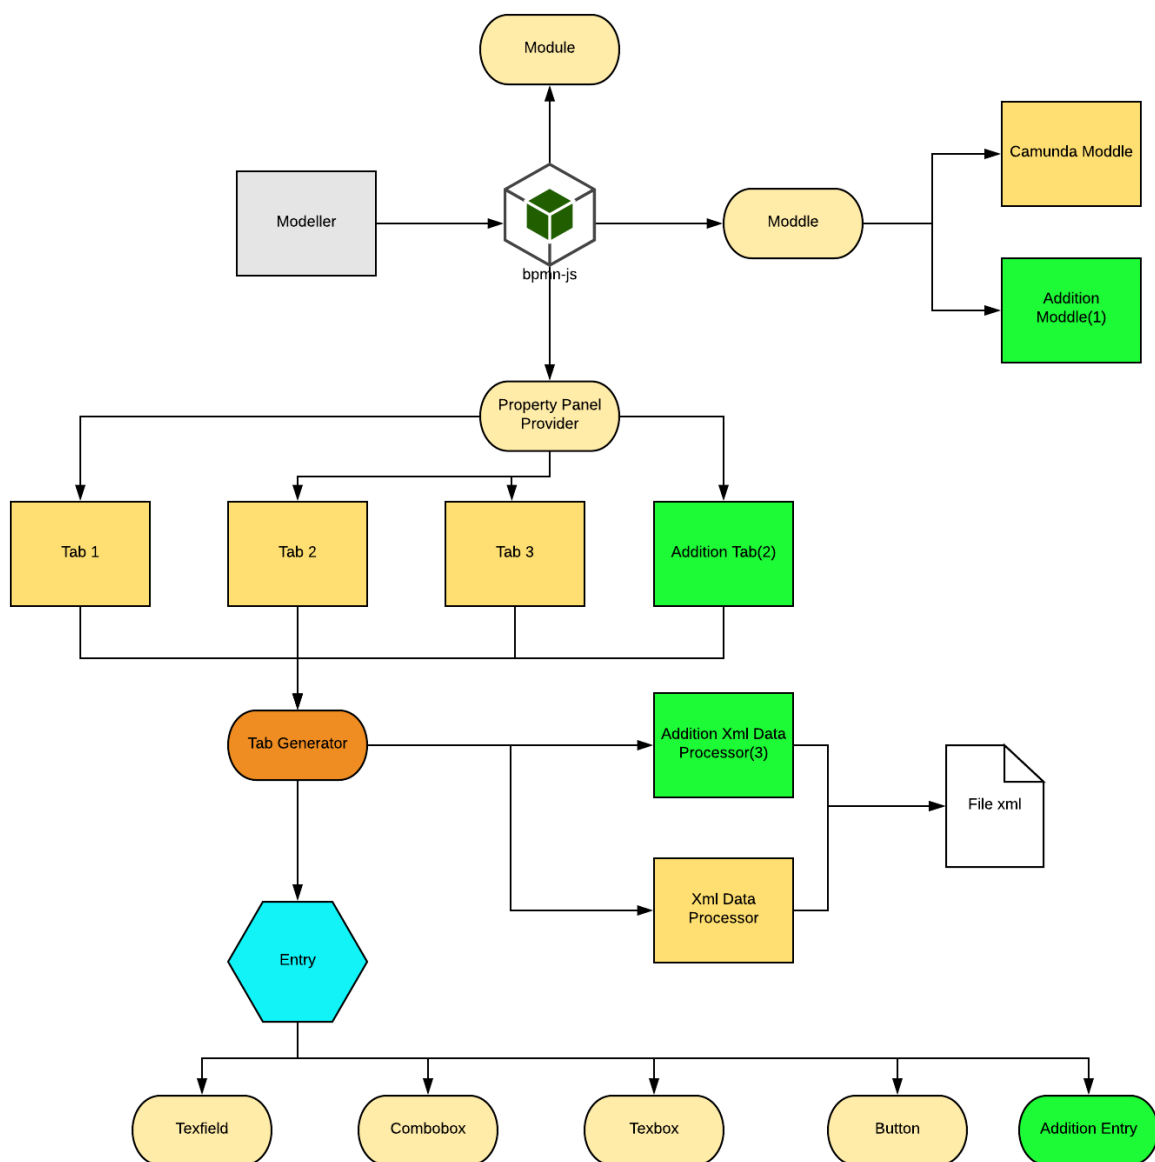 Module
Camunda Moddle
Modeller
Moddle
bpmn-js
Addition
Moddle(1)
Property Panel
Provider
Tab 1
Tab 2
Tab 3
Addition Tab(2)
Tab Generator
Addition Xml Data
Processor(3)
File xml
Xml Data
Processor
Entry
Texfield
Combobox
Texbox
Button
Addition Entry